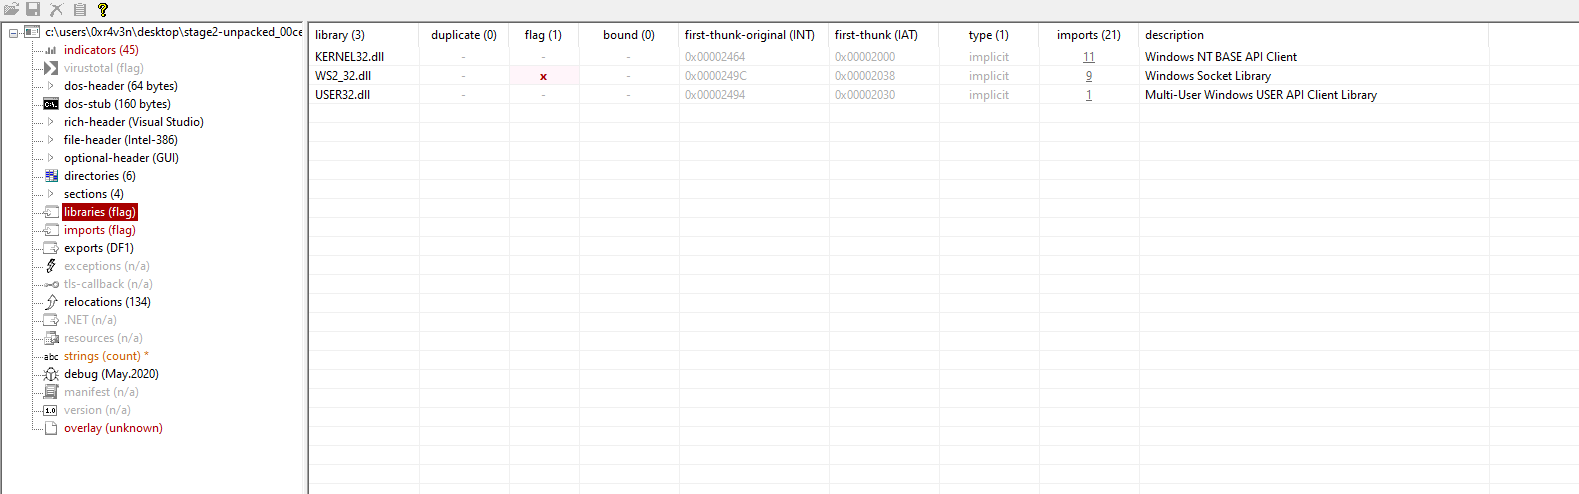 c:\users\0xr4v3n\desktop\stage2-unpacked_00ce
indicators (45)
virustotal (flag)
dos-header (64 bytes)
dos-stub (160 bytes)
rich-header (Visual Studio)
file-header (Intel-386)
optional-header (GUI)
directories (6)
sections (4)
libraries (flag)
imports (flag)
exports (DF1)
exceptions (n/a)
tls-callback (n/a)
relocations (134)
.NET (n/a)
resources (n/a)
abc strings (count) *
debug (May.2020)
manifest (n/a)
1.0 version (n/a)
overlay (unknown)
library (3) duplicate (0) flag (1) bound (0) first-thunk-original (INT) first-thunk (IAT) type (1) imports (21) description
KERNEL32.dll - - - 0x00002464 0x00002000 implicit 11 Windows NT BASE API Client
WS2_32.dll - x - 0x0000249C 0x00002038 implicit 9 Windows Socket Library
USER32.dll - - - 0x00002494 0x00002030 implicit 1 Multi-User Windows USER API Client Library